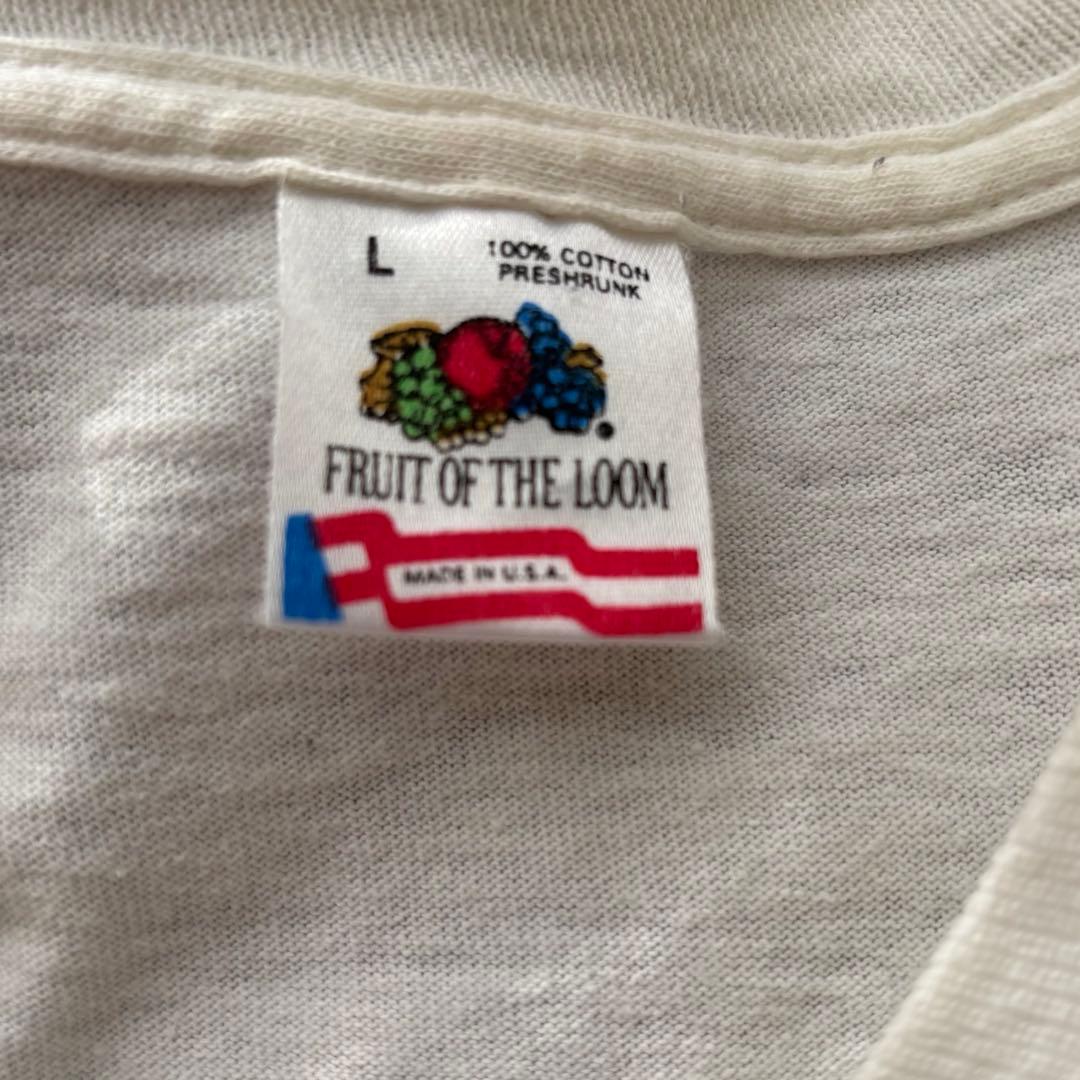 L
100% COTTON
PRESHRUNK
FRUIT OF THE LOOM
MADE IN U.S.A.